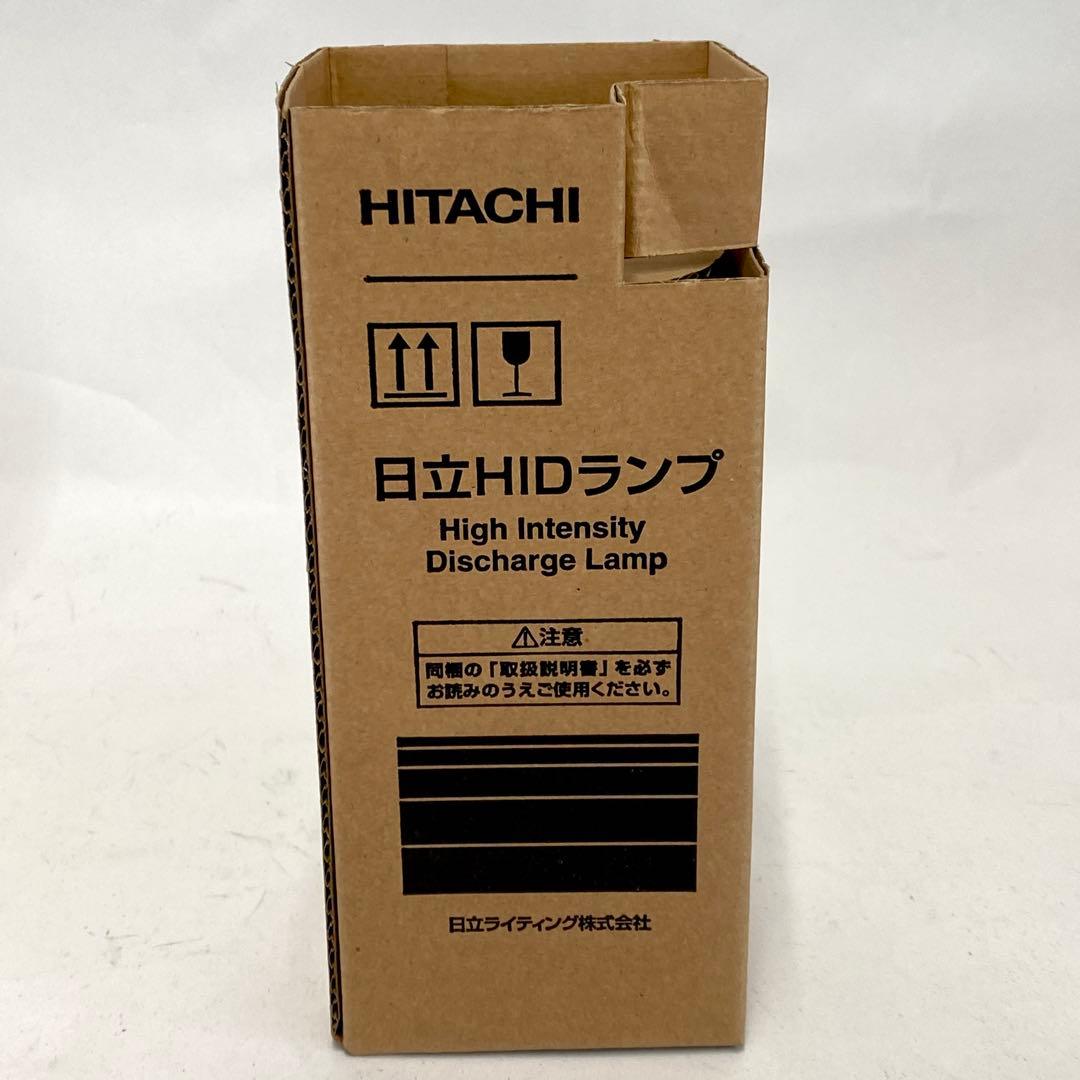 HITACHI
日立HIDランプ
High Intensity
Discharge Lamp
⚠注意
同梱の「取扱説明書」を必ず
お読みのうえご使用ください。
日立ライティング株式会社